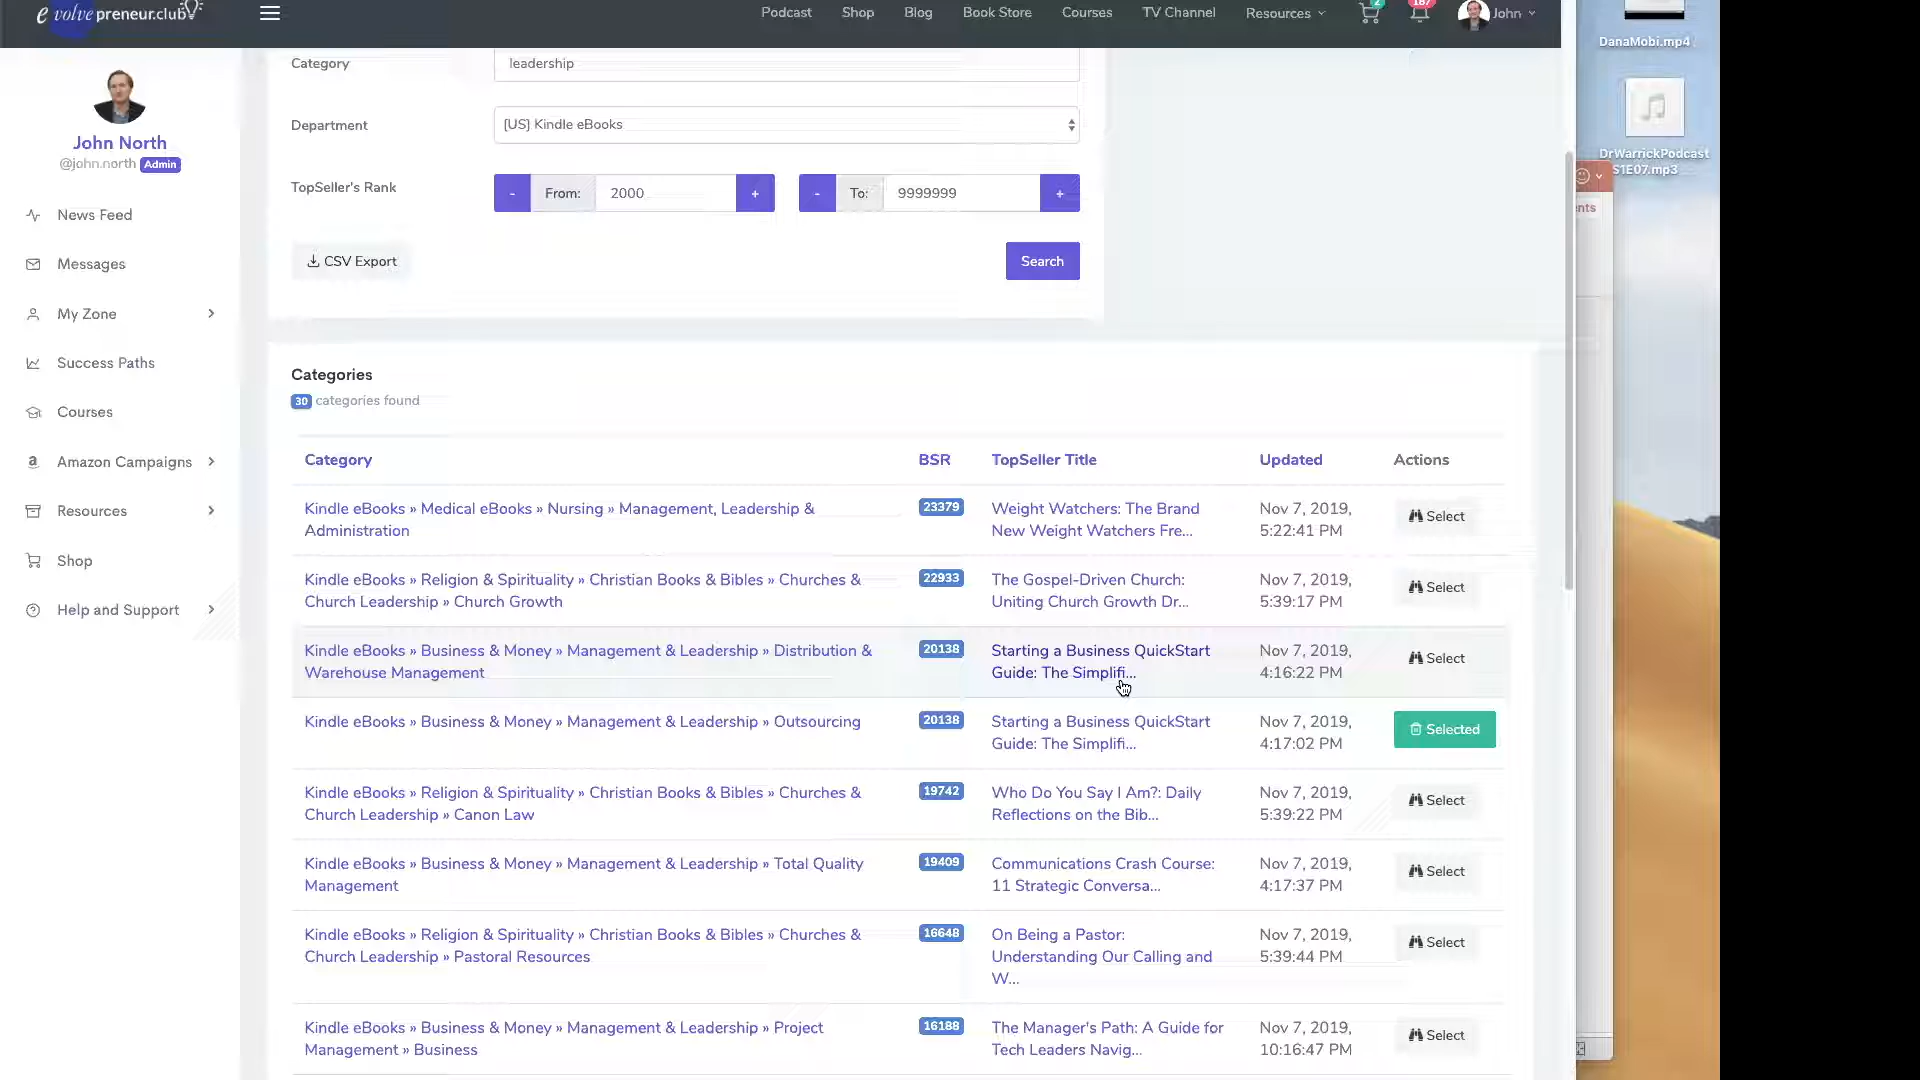 evolvepreneur.club
Podcast
Shop
Blog
Book Store
Courses
TV Channel
Resources
2
167
John
John North
@john.north Admin
News Feed
Messages
My Zone
Success Paths
Courses
Amazon Campaigns
Resources
Shop
Help and Support
Category
leadership
Department
[US] Kindle eBooks
TopSeller's Rank
- From: 2000 +
- To: 9999999 +
CSV Export
Search
Categories
30 categories found
Category BSR TopSeller Title Updated Actions
Kindle eBooks » Medical eBooks » Nursing » Management, Leadership &
Administration
23379
Weight Watchers: The Brand
New Weight Watchers Fre...
Nov 7, 2019,
5:22:41 PM
Select
Kindle eBooks » Religion & Spirituality » Christian Books & Bibles » Churches &
Church Leadership » Church Growth
22933
The Gospel-Driven Church:
Uniting Church Growth Dr...
Nov 7, 2019,
5:39:17 PM
Select
Kindle eBooks » Business & Money » Management & Leadership » Distribution &
Warehouse Management
20138
Starting a Business QuickStart
Guide: The Simplifi...
Nov 7, 2019,
4:16:22 PM
Select
Kindle eBooks » Business & Money » Management & Leadership » Outsourcing
20138
Starting a Business QuickStart
Guide: The Simplifi...
Nov 7, 2019,
4:17:02 PM
Selected
Kindle eBooks » Religion & Spirituality » Christian Books & Bibles » Churches &
Church Leadership » Canon Law
19742
Who Do You Say I Am?: Daily
Reflections on the Bib...
Nov 7, 2019,
5:39:22 PM
Select
Kindle eBooks » Business & Money » Management & Leadership » Total Quality
Management
19409
Communications Crash Course:
11 Strategic Conversa...
Nov 7, 2019,
4:17:37 PM
Select
Kindle eBooks » Religion & Spirituality » Christian Books & Bibles » Churches &
Church Leadership » Pastoral Resources
16648
On Being a Pastor:
Understanding Our Calling and
W...
Nov 7, 2019,
5:39:44 PM
Select
Kindle eBooks » Business & Money » Management & Leadership » Project
Management » Business
16188
The Manager's Path: A Guide for
Tech Leaders Navig...
Nov 7, 2019,
10:16:47 PM
Select
DanaMobi.mp4
DrWarrickPodcast
S1E07.mp3